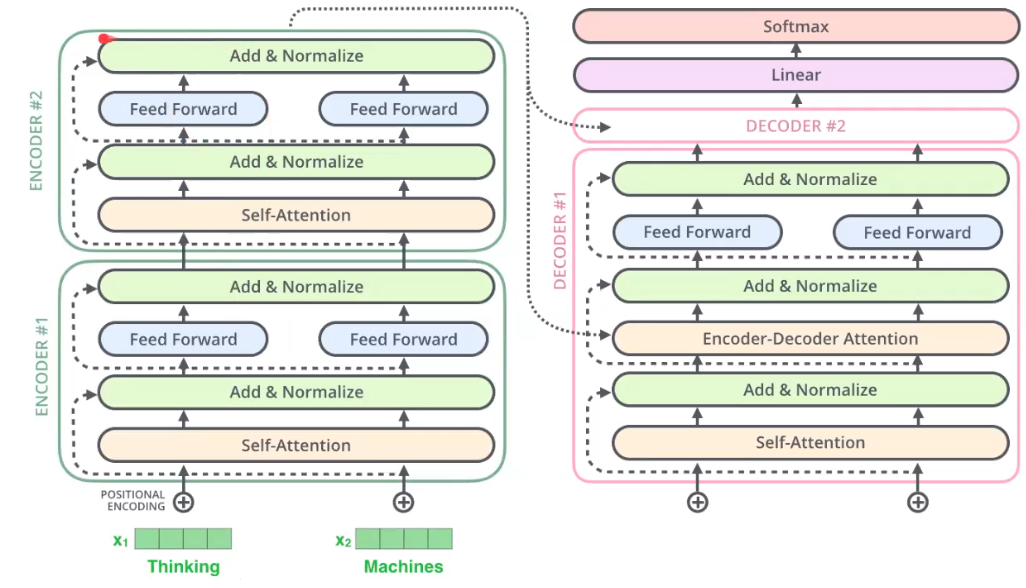 ENCODER #2
Add & Normalize
Feed Forward Feed Forward
Add & Normalize
Self-Attention
ENCODER #1
Add & Normalize
Feed Forward Feed Forward
Add & Normalize
Self-Attention
POSITIONAL
ENCODING
x1 x2
Thinking Machines
Softmax
Linear
DECODER #2
DECODER #1
Add & Normalize
Feed Forward Feed Forward
Add & Normalize
Encoder-Decoder Attention
Add & Normalize
Self-Attention